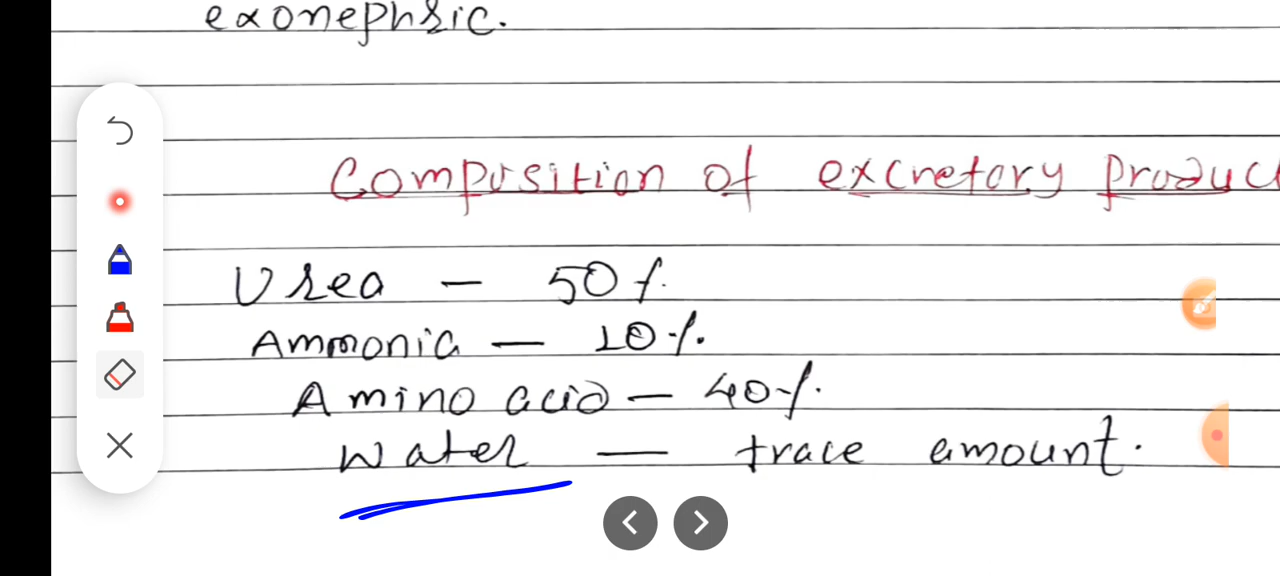 exonephric.
Composition of excretory produc
Urea — 50%.
Ammonia — 10%.
Amino acid — 40%.
Water — trace amount.